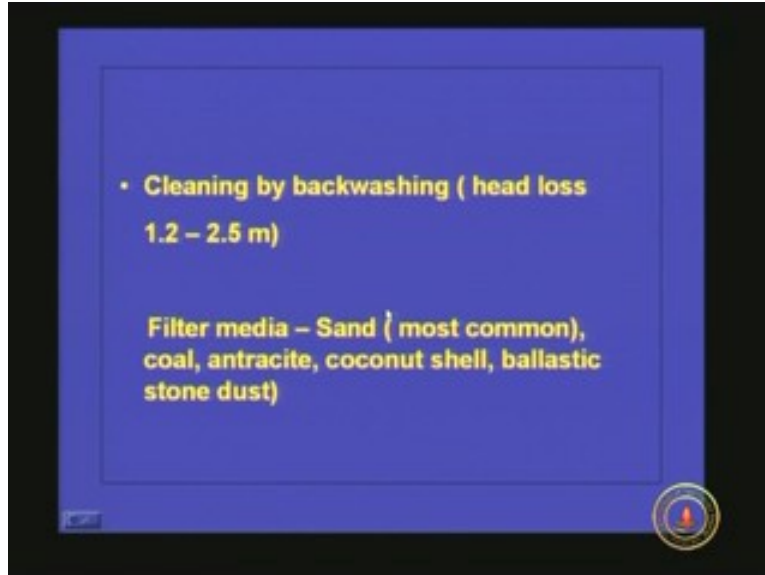 • Cleaning by backwashing ( head loss
1.2 – 2.5 m)
Filter media – Sand ( most common),
coal, antracite, coconut shell, ballastic
stone dust)